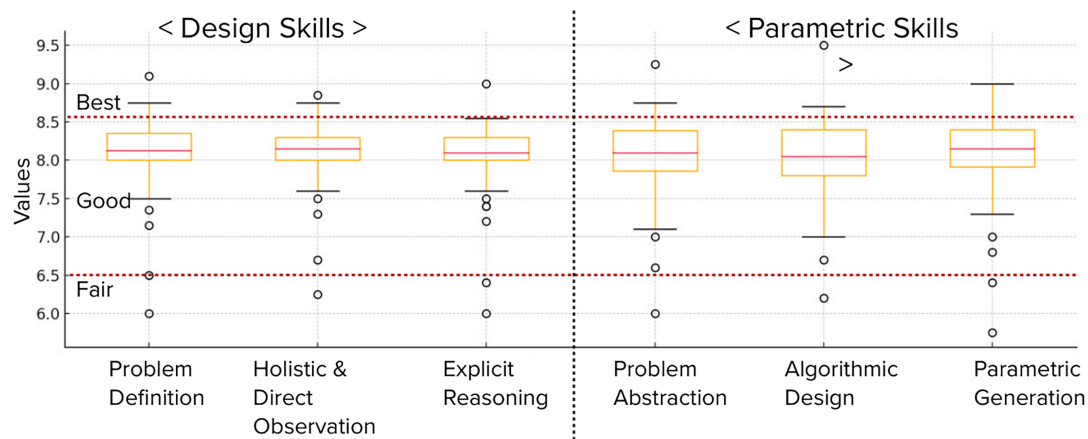 < Design Skills >
< Parametric Skills
>
Values
9.5
9.0
8.5
8.0
7.5
7.0
6.5
6.0
Best
Good
Fair
Problem
Definition
Holistic &
Direct
Observation
Explicit
Reasoning
Problem
Abstraction
Algorithmic
Design
Parametric
Generation